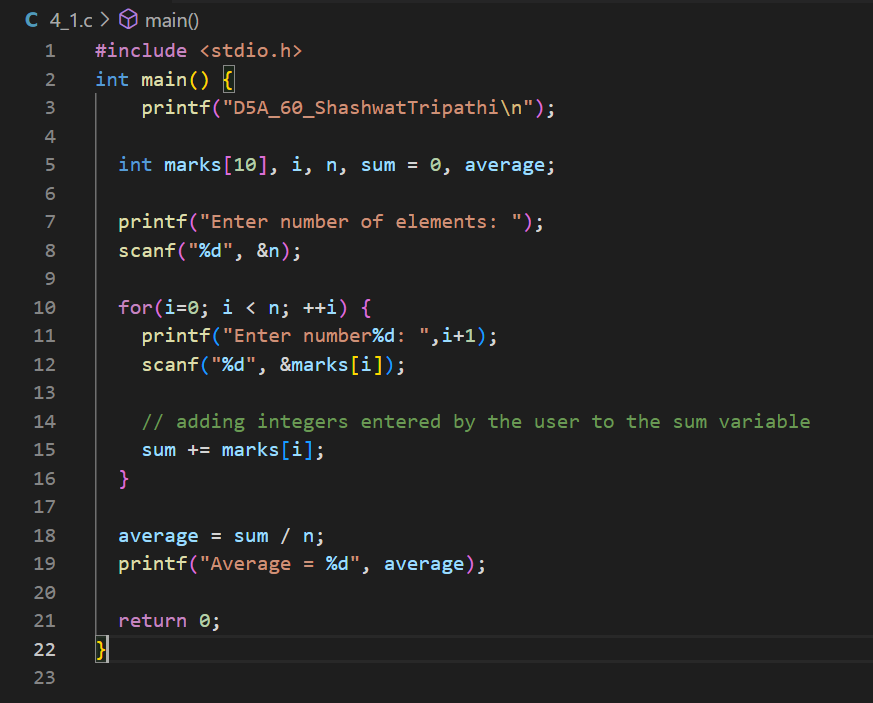 C 4_1.c > main()
1 #include <stdio.h>
2 int main() {
3     printf("D5A_60_ShashwatTripathi\n");
4
5   int marks[10], i, n, sum = 0, average;
6
7   printf("Enter number of elements: ");
8   scanf("%d", &n);
9
10   for(i=0; i < n; ++i) {
11     printf("Enter number%d: ",i+1);
12     scanf("%d", &marks[i]);
13
14     // adding integers entered by the user to the sum variable
15     sum += marks[i];
16   }
17
18   average = sum / n;
19   printf("Average = %d", average);
20
21   return 0;
22 }
23